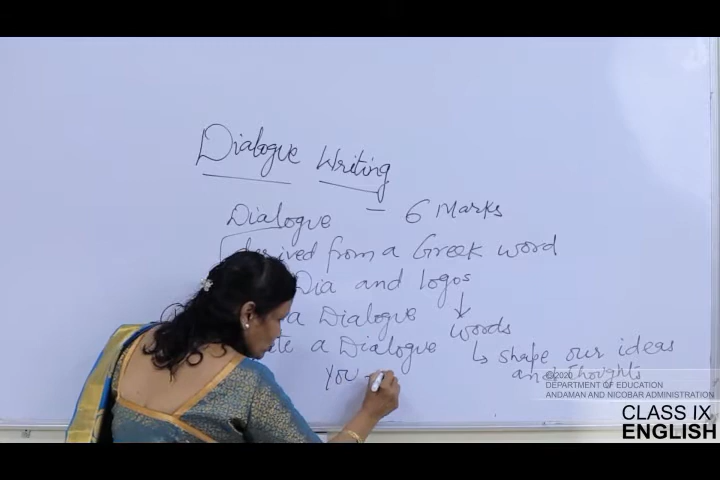 Dialogue Writing
Dialogue - 6 Marks
derived from a Greek word
Dia and logos
a Dialogue
words
a Dialogue
↳ shape our ideas
and thoughts
You -
©2020
DEPARTMENT OF EDUCATION
ANDAMAN AND NICOBAR ADMINISTRATION
CLASS IX
ENGLISH